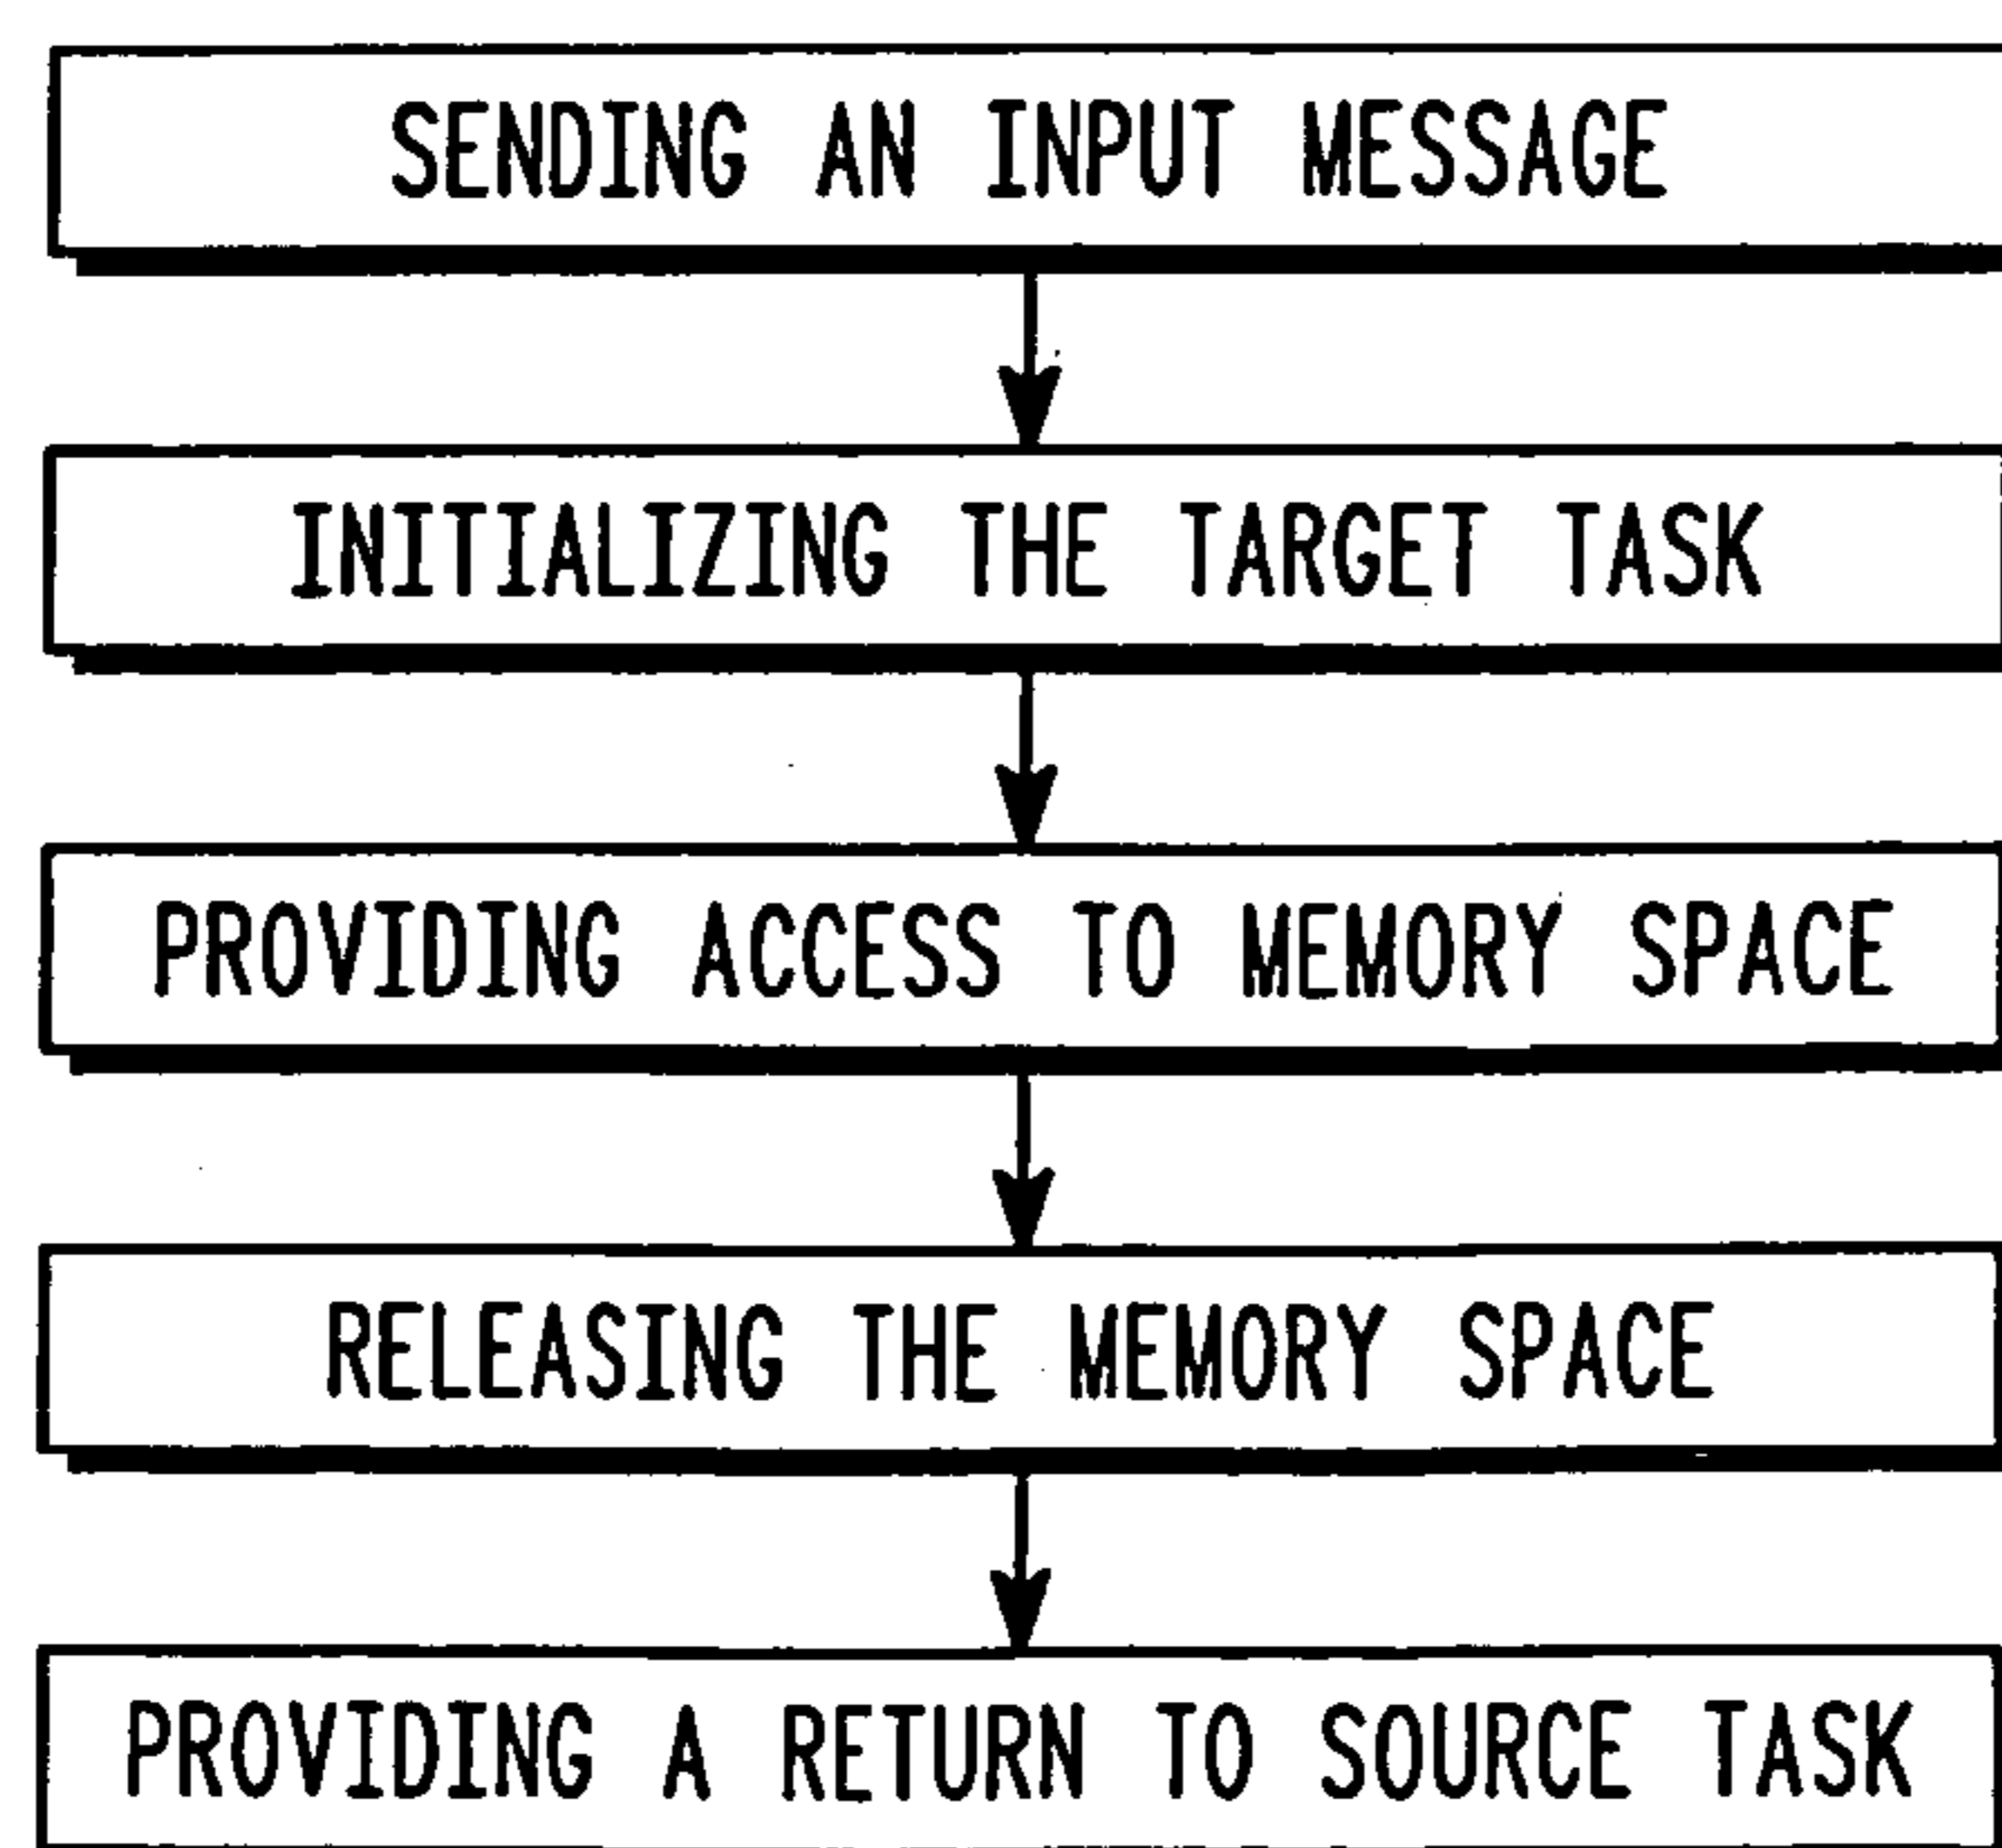 SENDING AN INPUT MESSAGE
INITIALIZING THE TARGET TASK
PROVIDING ACCESS TO MEMORY SPACE
RELEASING THE MEMORY SPACE
PROVIDING A RETURN TO SOURCE TASK